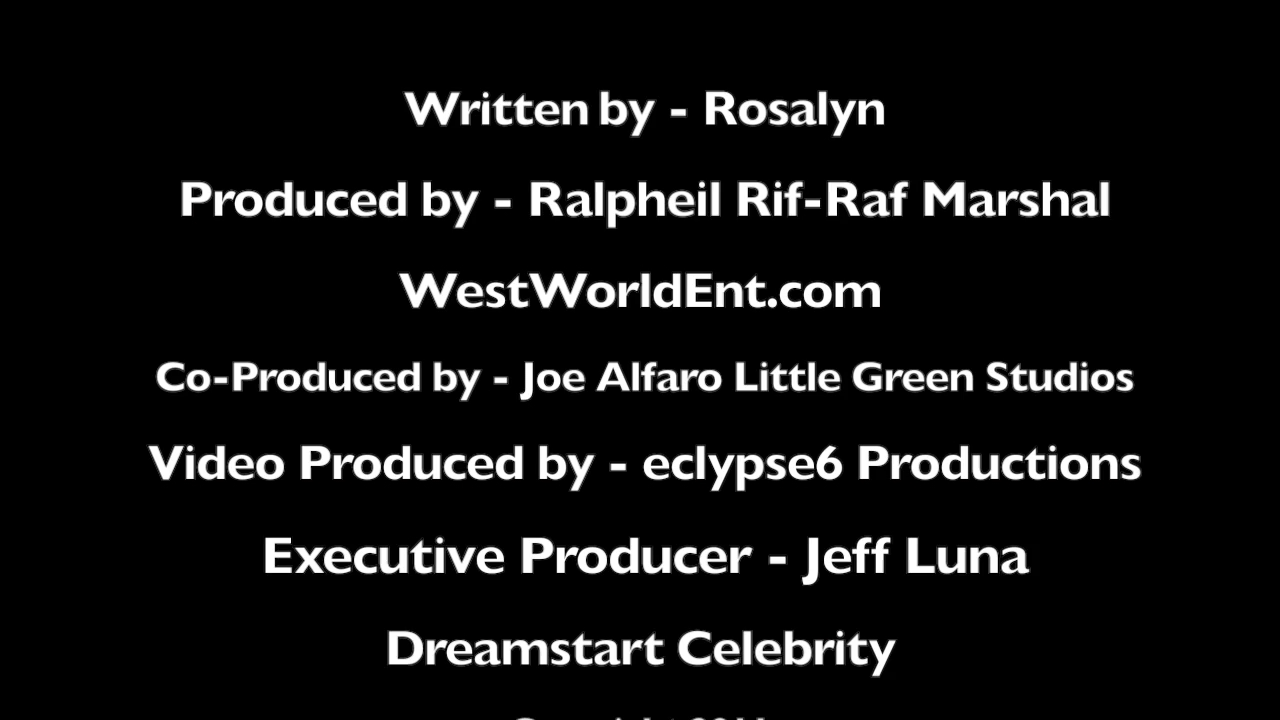 Written by - Rosalyn
Produced by - Ralpheil Rif-Raf Marshal
WestWorldEnt.com
Co-Produced by - Joe Alfaro Little Green Studios
Video Produced by - eclypse6 Productions
Executive Producer - Jeff Luna
Dreamstart Celebrity